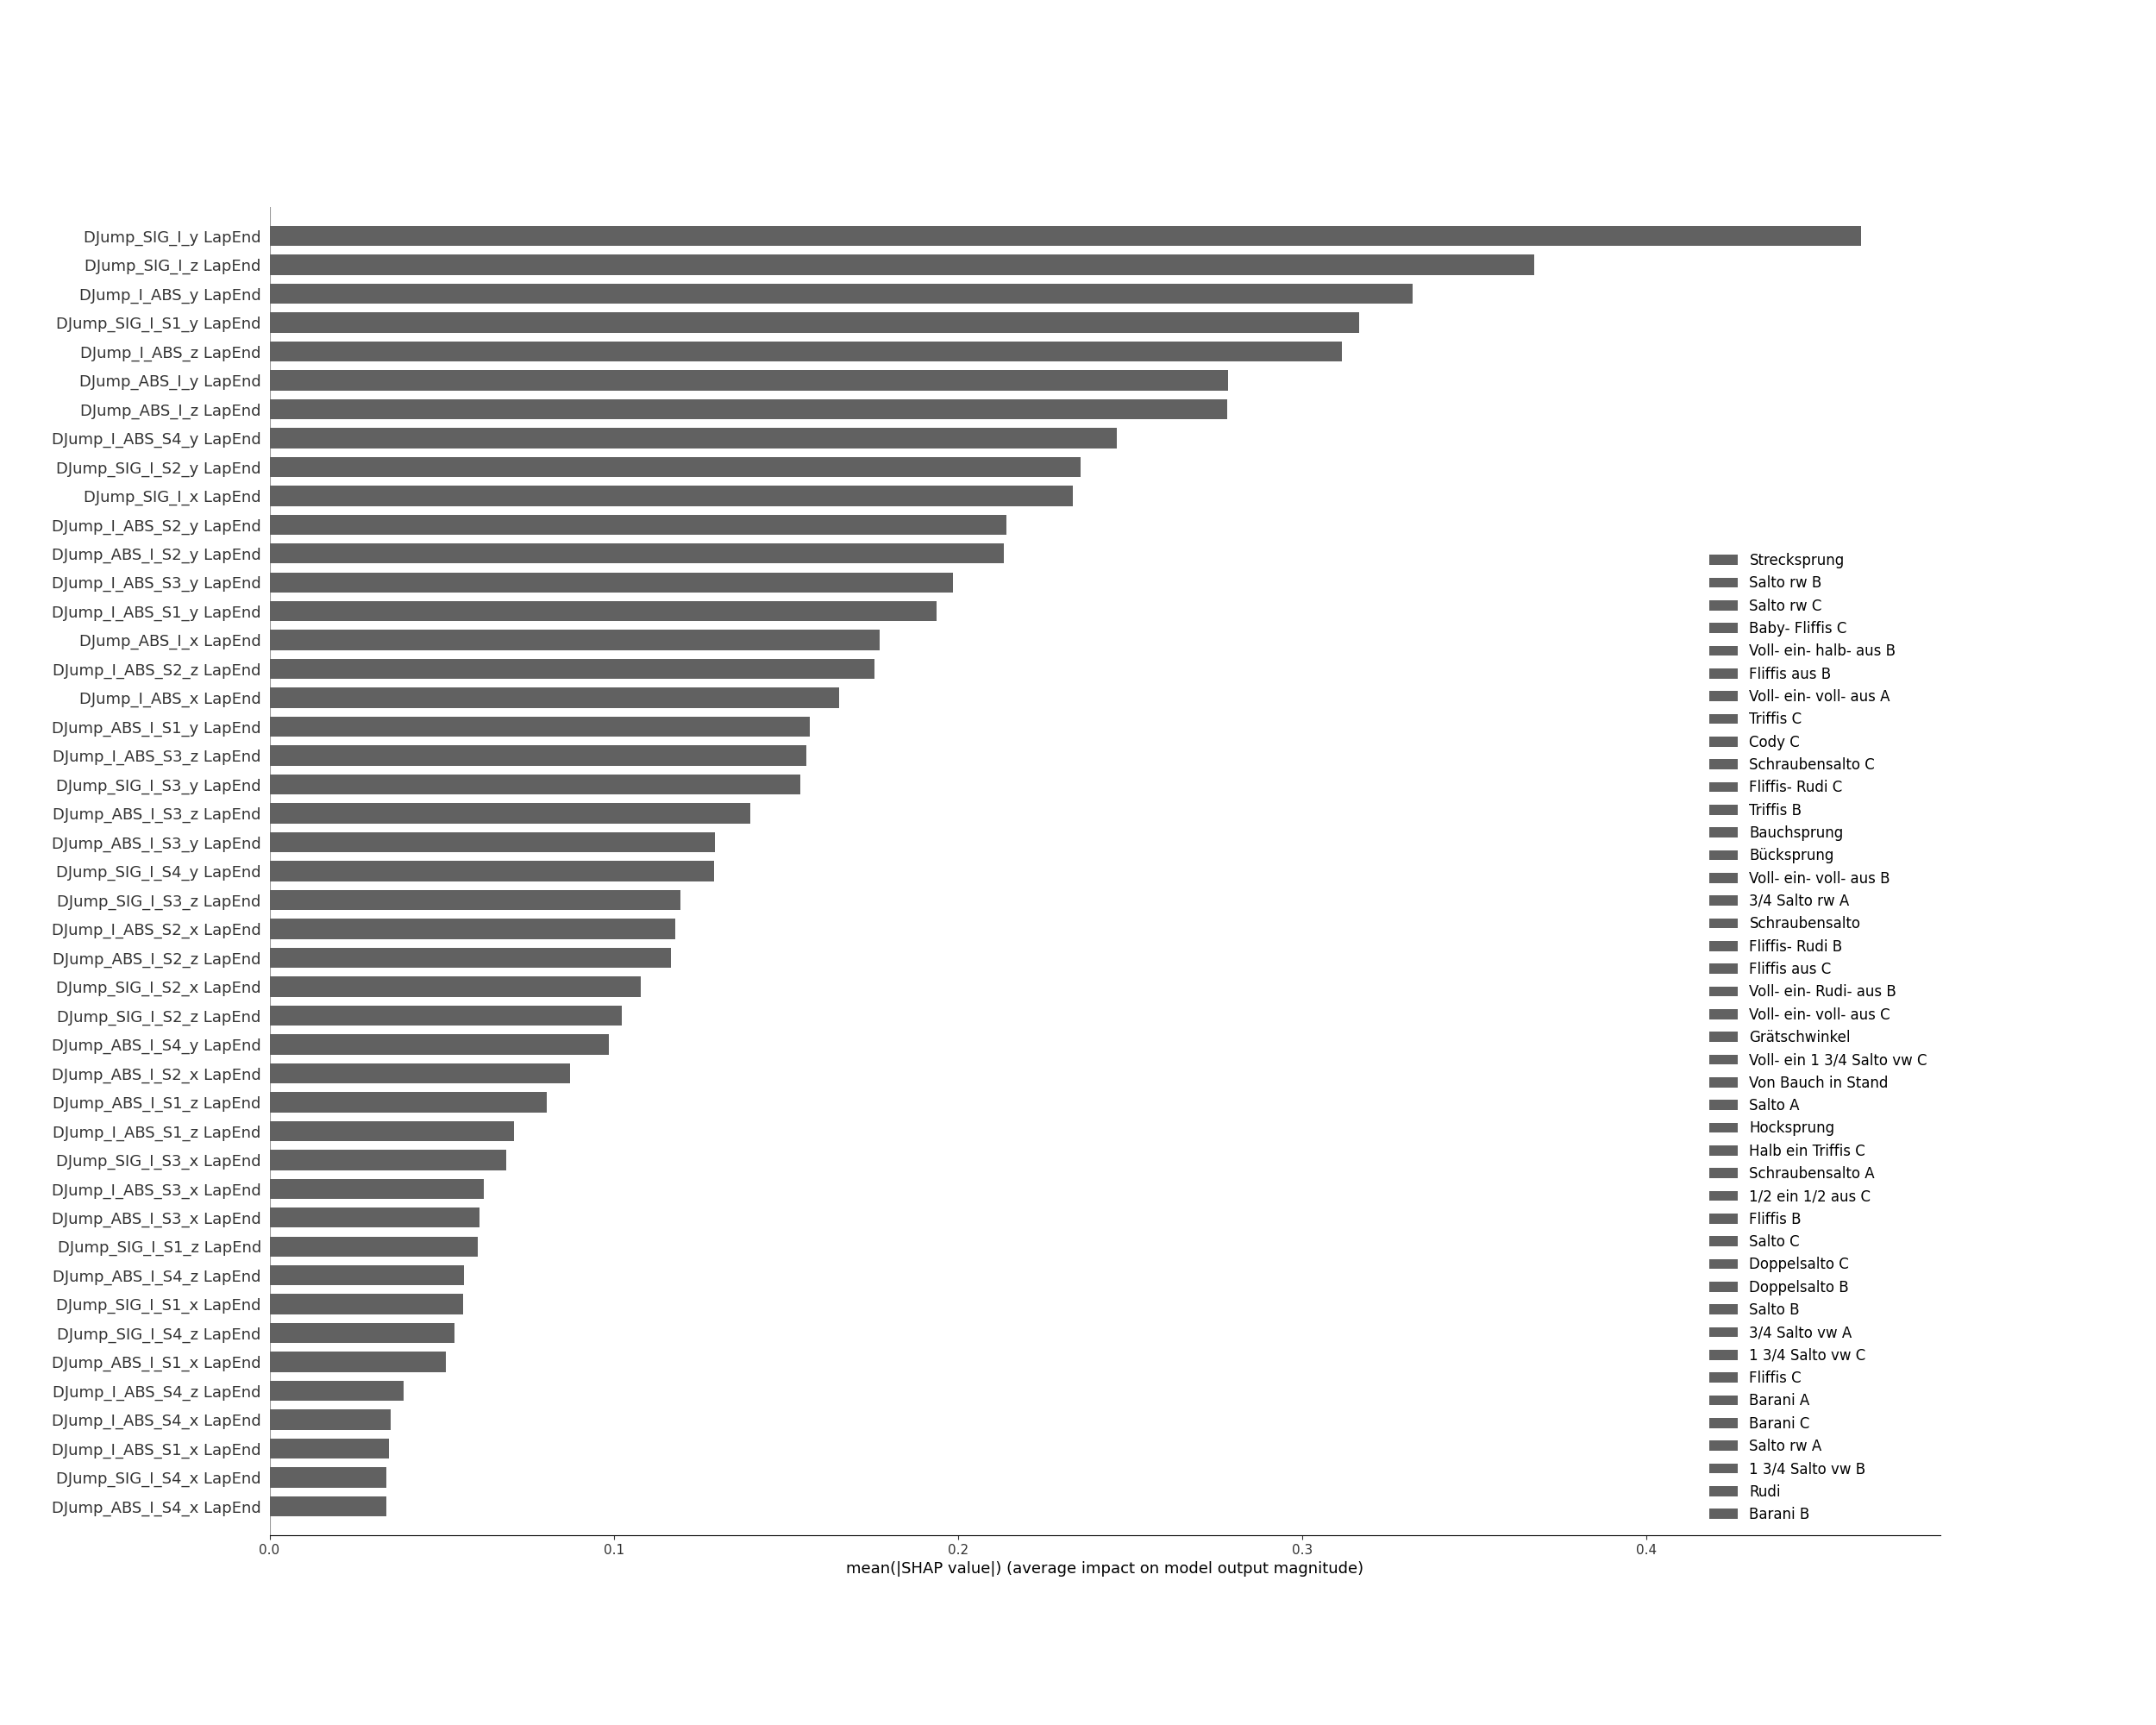 DJump_SIG_I_y LapEnd
DJump_SIG_I_z LapEnd
DJump_I_ABS_y LapEnd
DJump_SIG_I_S1_y LapEnd
DJump_I_ABS_z LapEnd
DJump_ABS_I_y LapEnd
DJump_ABS_I_z LapEnd
DJump_I_ABS_S4_y LapEnd
DJump_SIG_I_S2_y LapEnd
DJump_SIG_I_x LapEnd
DJump_I_ABS_S2_y LapEnd
DJump_ABS_I_S2_y LapEnd
DJump_I_ABS_S3_y LapEnd
DJump_I_ABS_S1_y LapEnd
DJump_ABS_I_x LapEnd
DJump_I_ABS_S2_z LapEnd
DJump_I_ABS_x LapEnd
DJump_ABS_I_S1_y LapEnd
DJump_I_ABS_S3_z LapEnd
DJump_SIG_I_S3_y LapEnd
DJump_ABS_I_S3_z LapEnd
DJump_ABS_I_S3_y LapEnd
DJump_SIG_I_S4_y LapEnd
DJump_SIG_I_S3_z LapEnd
DJump_I_ABS_S2_x LapEnd
DJump_ABS_I_S2_z LapEnd
DJump_SIG_I_S2_x LapEnd
DJump_SIG_I_S2_z LapEnd
DJump_ABS_I_S4_y LapEnd
DJump_ABS_I_S2_x LapEnd
DJump_ABS_I_S1_z LapEnd
DJump_I_ABS_S1_z LapEnd
DJump_SIG_I_S3_x LapEnd
DJump_I_ABS_S3_x LapEnd
DJump_ABS_I_S3_x LapEnd
DJump_SIG_I_S1_z LapEnd
DJump_ABS_I_S4_z LapEnd
DJump_SIG_I_S1_x LapEnd
DJump_SIG_I_S4_z LapEnd
DJump_ABS_I_S1_x LapEnd
DJump_I_ABS_S4_z LapEnd
DJump_I_ABS_S4_x LapEnd
DJump_I_ABS_S1_x LapEnd
DJump_SIG_I_S4_x LapEnd
DJump_ABS_I_S4_x LapEnd
Strecksprung
Salto rw B
Salto rw C
Baby- Fliffis C
Voll- ein- halb- aus B
Fliffis aus B
Voll- ein- voll- aus A
Triffis C
Cody C
Schraubensalto C
Fliffis- Rudi C
Triffis B
Bauchsprung
Bücksprung
Voll- ein- voll- aus B
3/4 Salto rw A
Schraubensalto
Fliffis- Rudi B
Fliffis aus C
Voll- ein- Rudi- aus B
Voll- ein- voll- aus C
Grätschwinkel
Voll- ein 1 3/4 Salto vw C
Von Bauch in Stand
Salto A
Hocksprung
Halb ein Triffis C
Schraubensalto A
1/2 ein 1/2 aus C
Fliffis B
Salto C
Doppelsalto C
Doppelsalto B
Salto B
3/4 Salto vw A
1 3/4 Salto vw C
Fliffis C
Barani A
Barani C
Salto rw A
1 3/4 Salto vw B
Rudi
Barani B
0.0 0.1 0.2 0.3 0.4
mean(|SHAP value|) (average impact on model output magnitude)